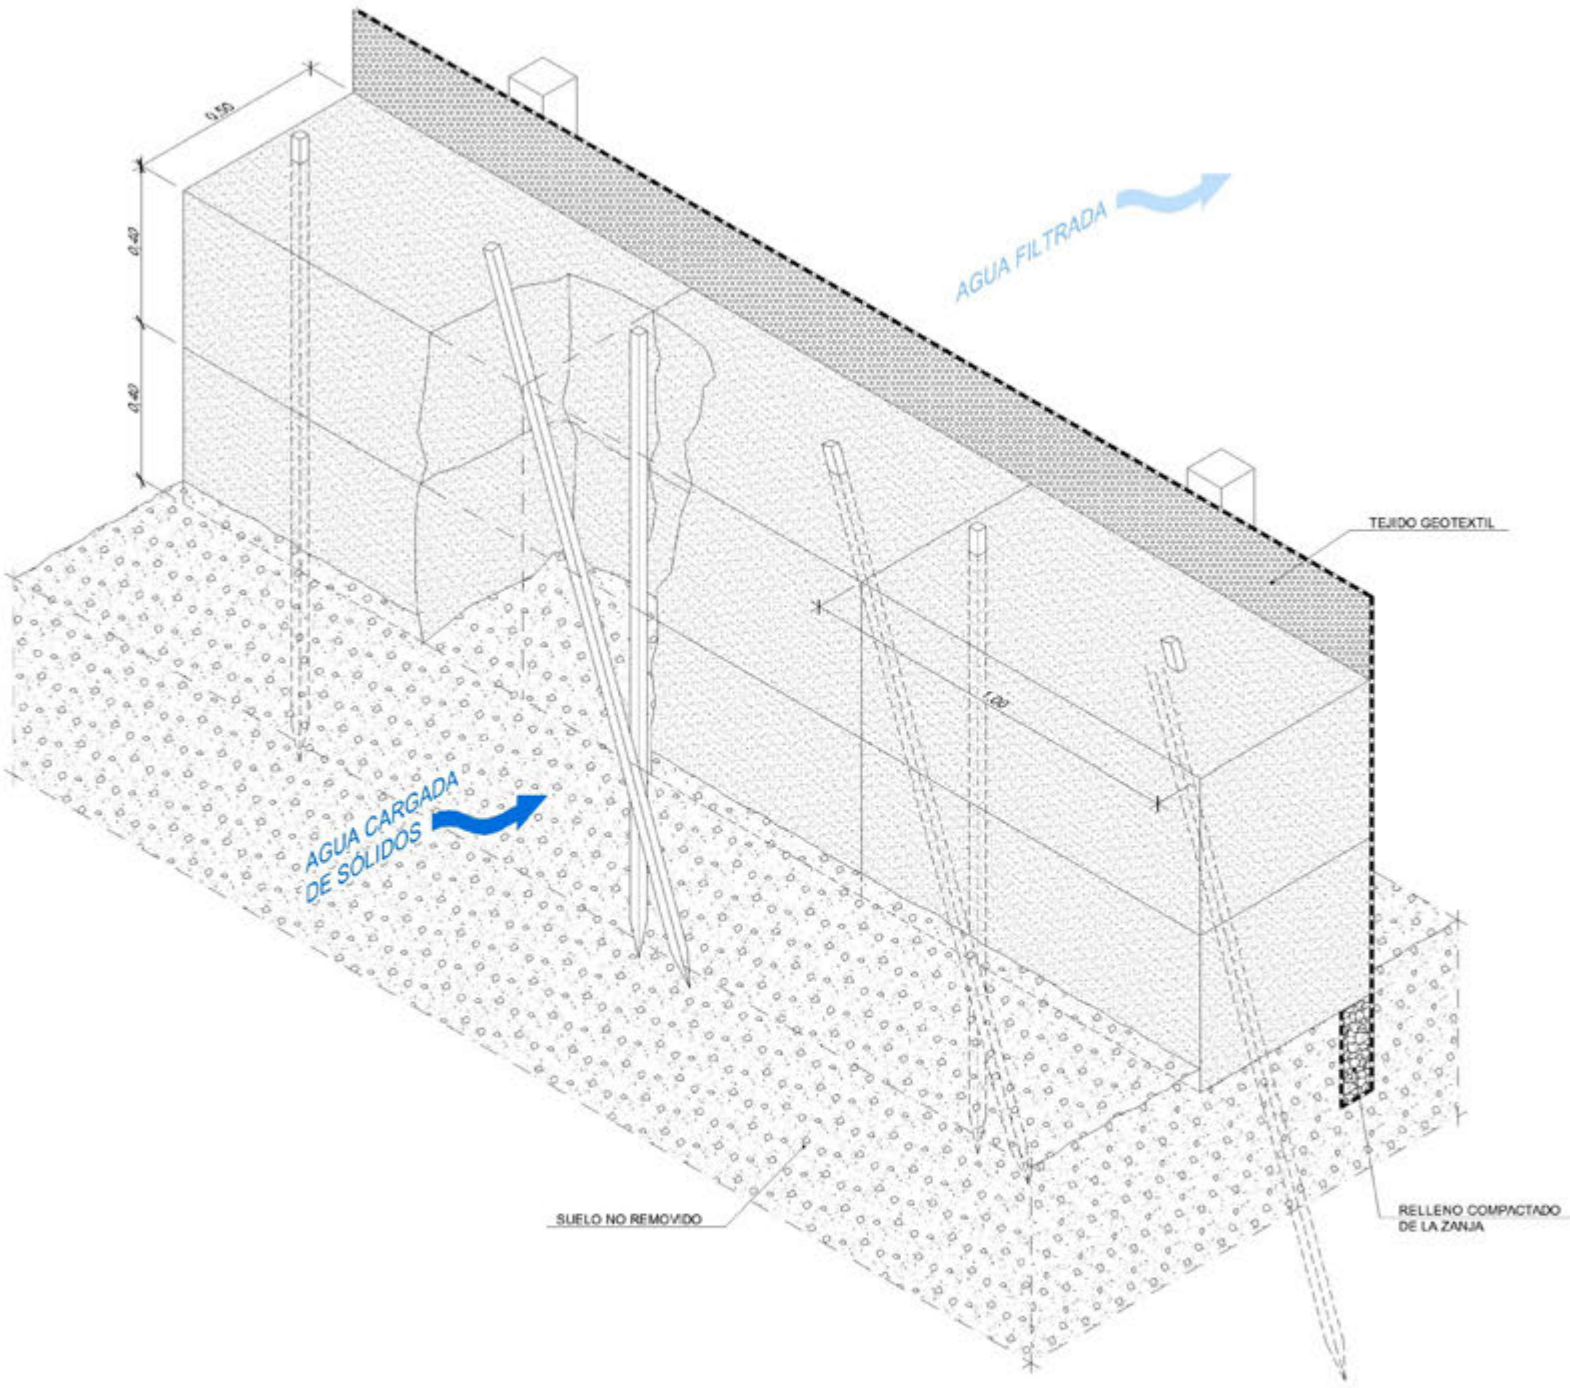 0.50
0.40
AGUA FILTRADA
0.40
TEJIDO GEOTEXTIL
1.00
AGUA CARGADA
DE SÓLIDOS
SUELO NO REMOVIDO
RELLENO COMPACTADO
DE LA ZANJA